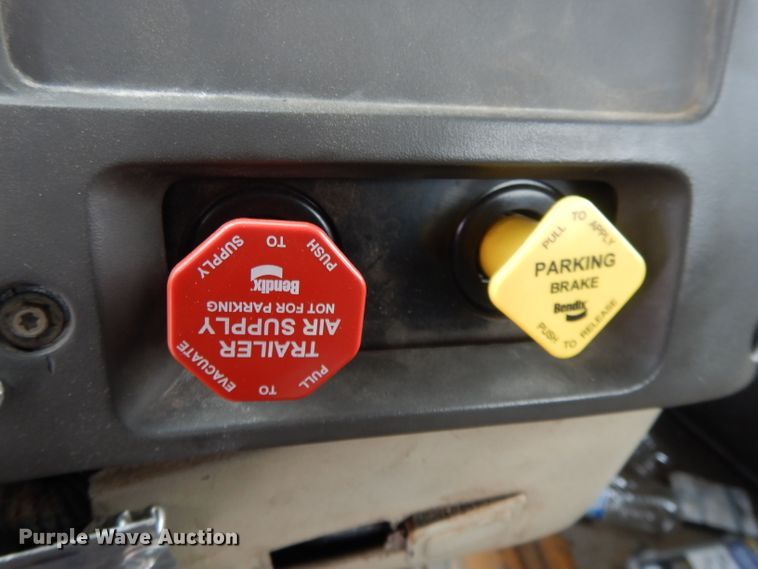 PUSH
TO
SUPPLY
Bendix
NOT FOR PARKING
AIR SUPPLY
TRAILER
PULL
TO
EVACUATE
PULL TO APPLY
PARKING
BRAKE
Bendix
PUSH TO RELEASE
Purple Wave Auction